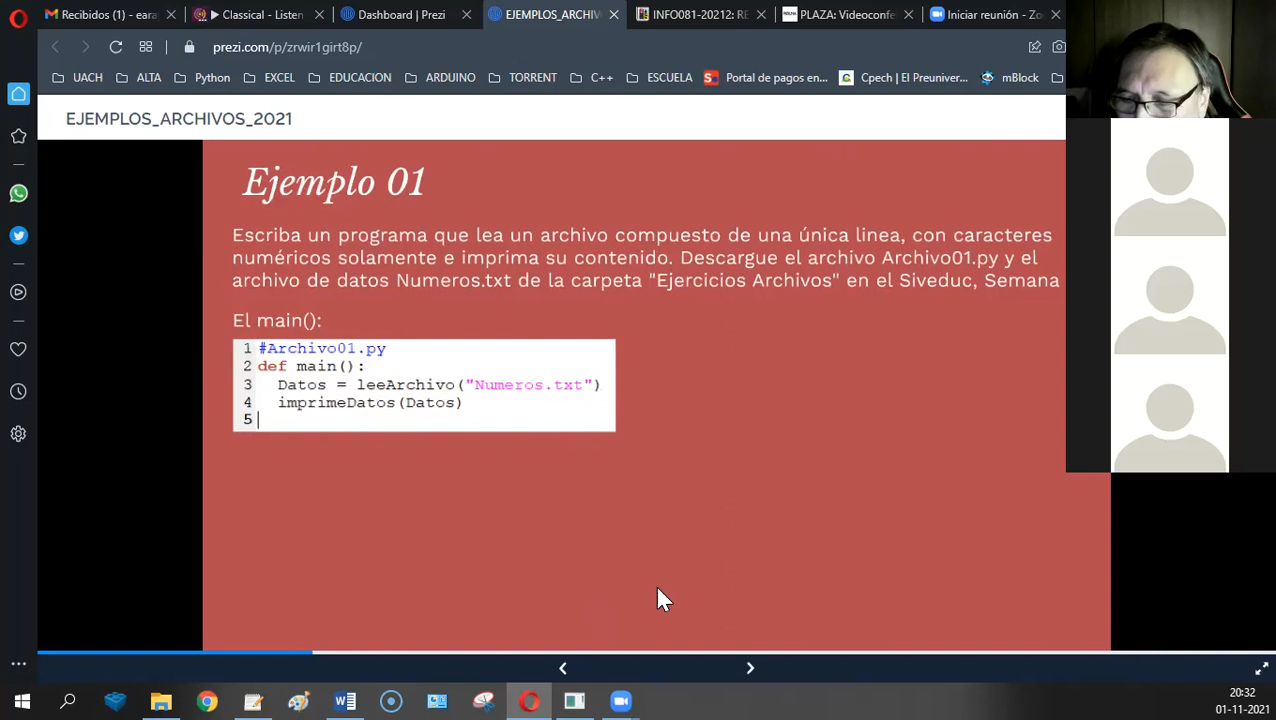 Recibidos (1) - eara
Classical - Listen
Dashboard | Prezi
EJEMPLOS_ARCHIV
INFO081-20212: RE
PLAZA: Videoconfe
Iniciar reunión - Zoo
prezi.com/p/zrwir1girt8p/
UACH
ALTA
Python
EXCEL
EDUCACION
ARDUINO
TORRENT
C++
ESCUELA
Portal de pagos en...
Cpech | El Preuniver...
mBlock
EJEMPLOS_ARCHIVOS_2021
Ejemplo 01
Escriba un programa que lea un archivo compuesto de una única linea, con caracteres
numéricos solamente e imprima su contenido. Descargue el archivo Archivo01.py y el
archivo de datos Numeros.txt de la carpeta "Ejercicios Archivos" en el Siveduc, Semana
El main():
1 #Archivo01.py
2 def main():
3 Datos = leeArchivo("Numeros.txt")
4 imprimeDatos(Datos)
5
20:32
01-11-2021